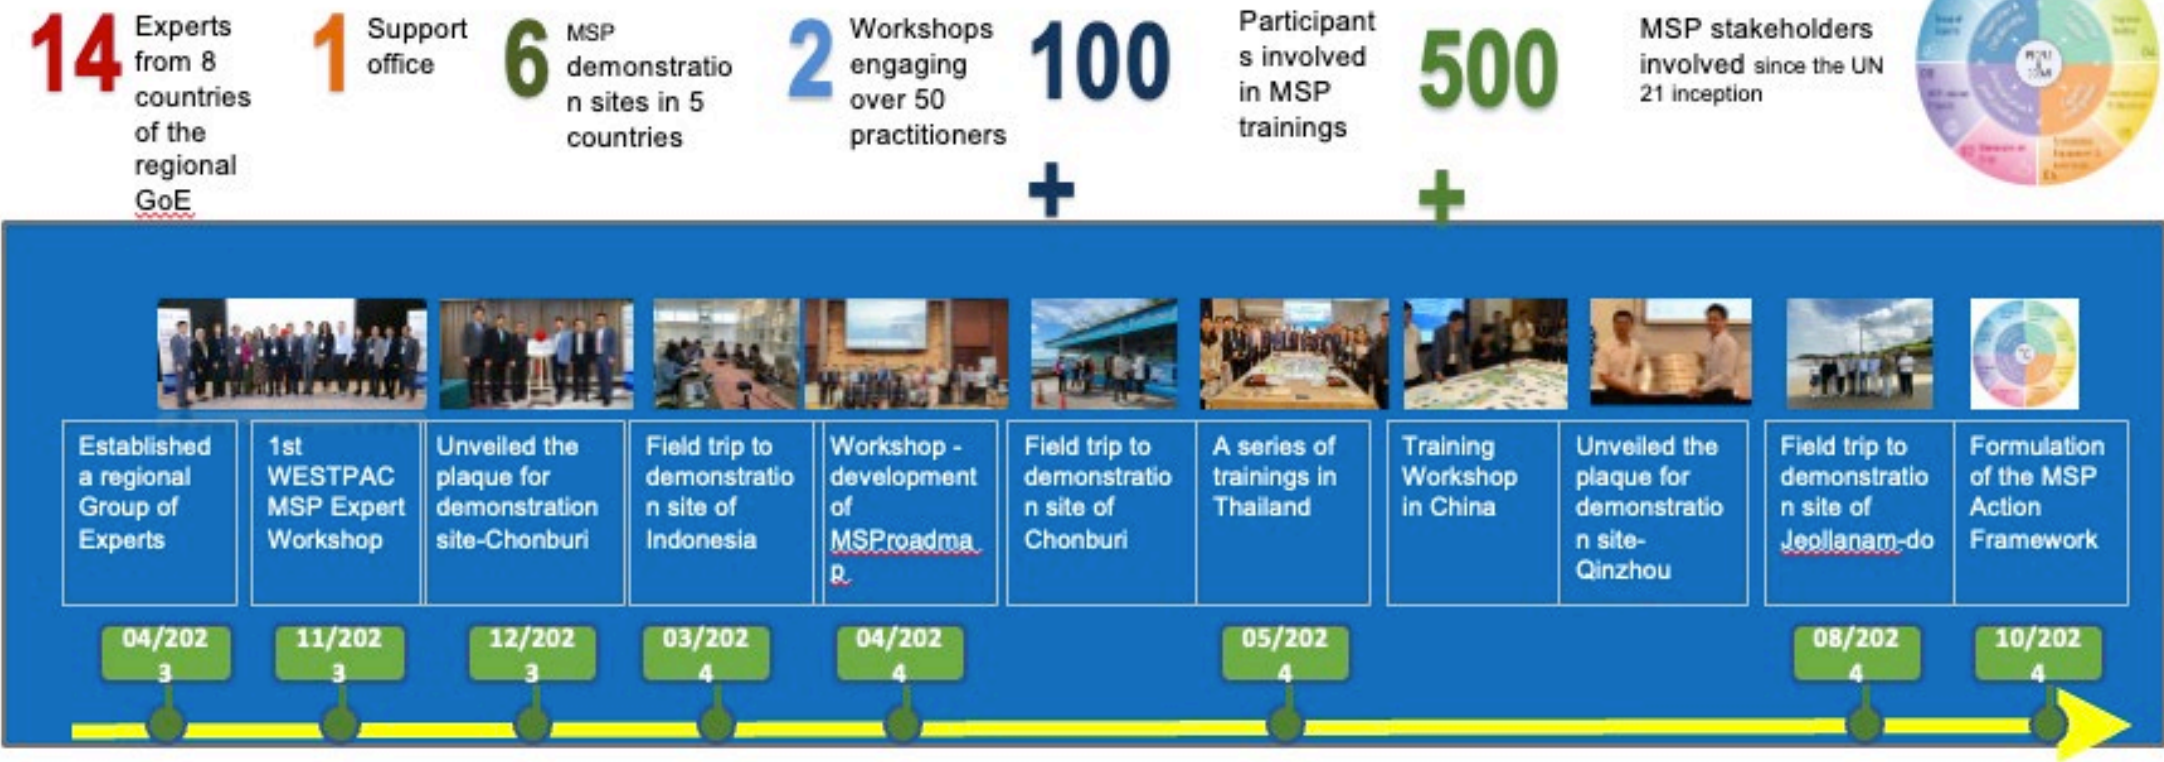 14
Experts
from 8
countries
of the
regional
GoE
1
Support
office
6
MSP
demonstratio
n sites in 5
countries
2
Workshops
engaging
over 50
practitioners
100
+
Participant
s involved
in MSP
trainings
500
+
MSP stakeholders
involved since the UN
21 inception
Established
a regional
Group of
Experts
1st
WESTPAC
MSP Expert
Workshop
Unveiled the
plaque for
demonstration
site-Chonburi
Field trip to
demonstratio
n site of
Indonesia
Workshop -
development
of
MSProadma
p.
Field trip to
demonstratio
n site of
Chonburi
A series of
trainings in
Thailand
Training
Workshop
in China
Unveiled the
plaque for
demonstratio
n site-
Qinzhou
Field trip to
demonstratio
n site of
Jeollanam-do
Formulation
of the MSP
Action
Framework
04/202
3
11/202
3
12/202
3
03/202
4
04/202
4
05/202
4
08/202
4
10/202
4